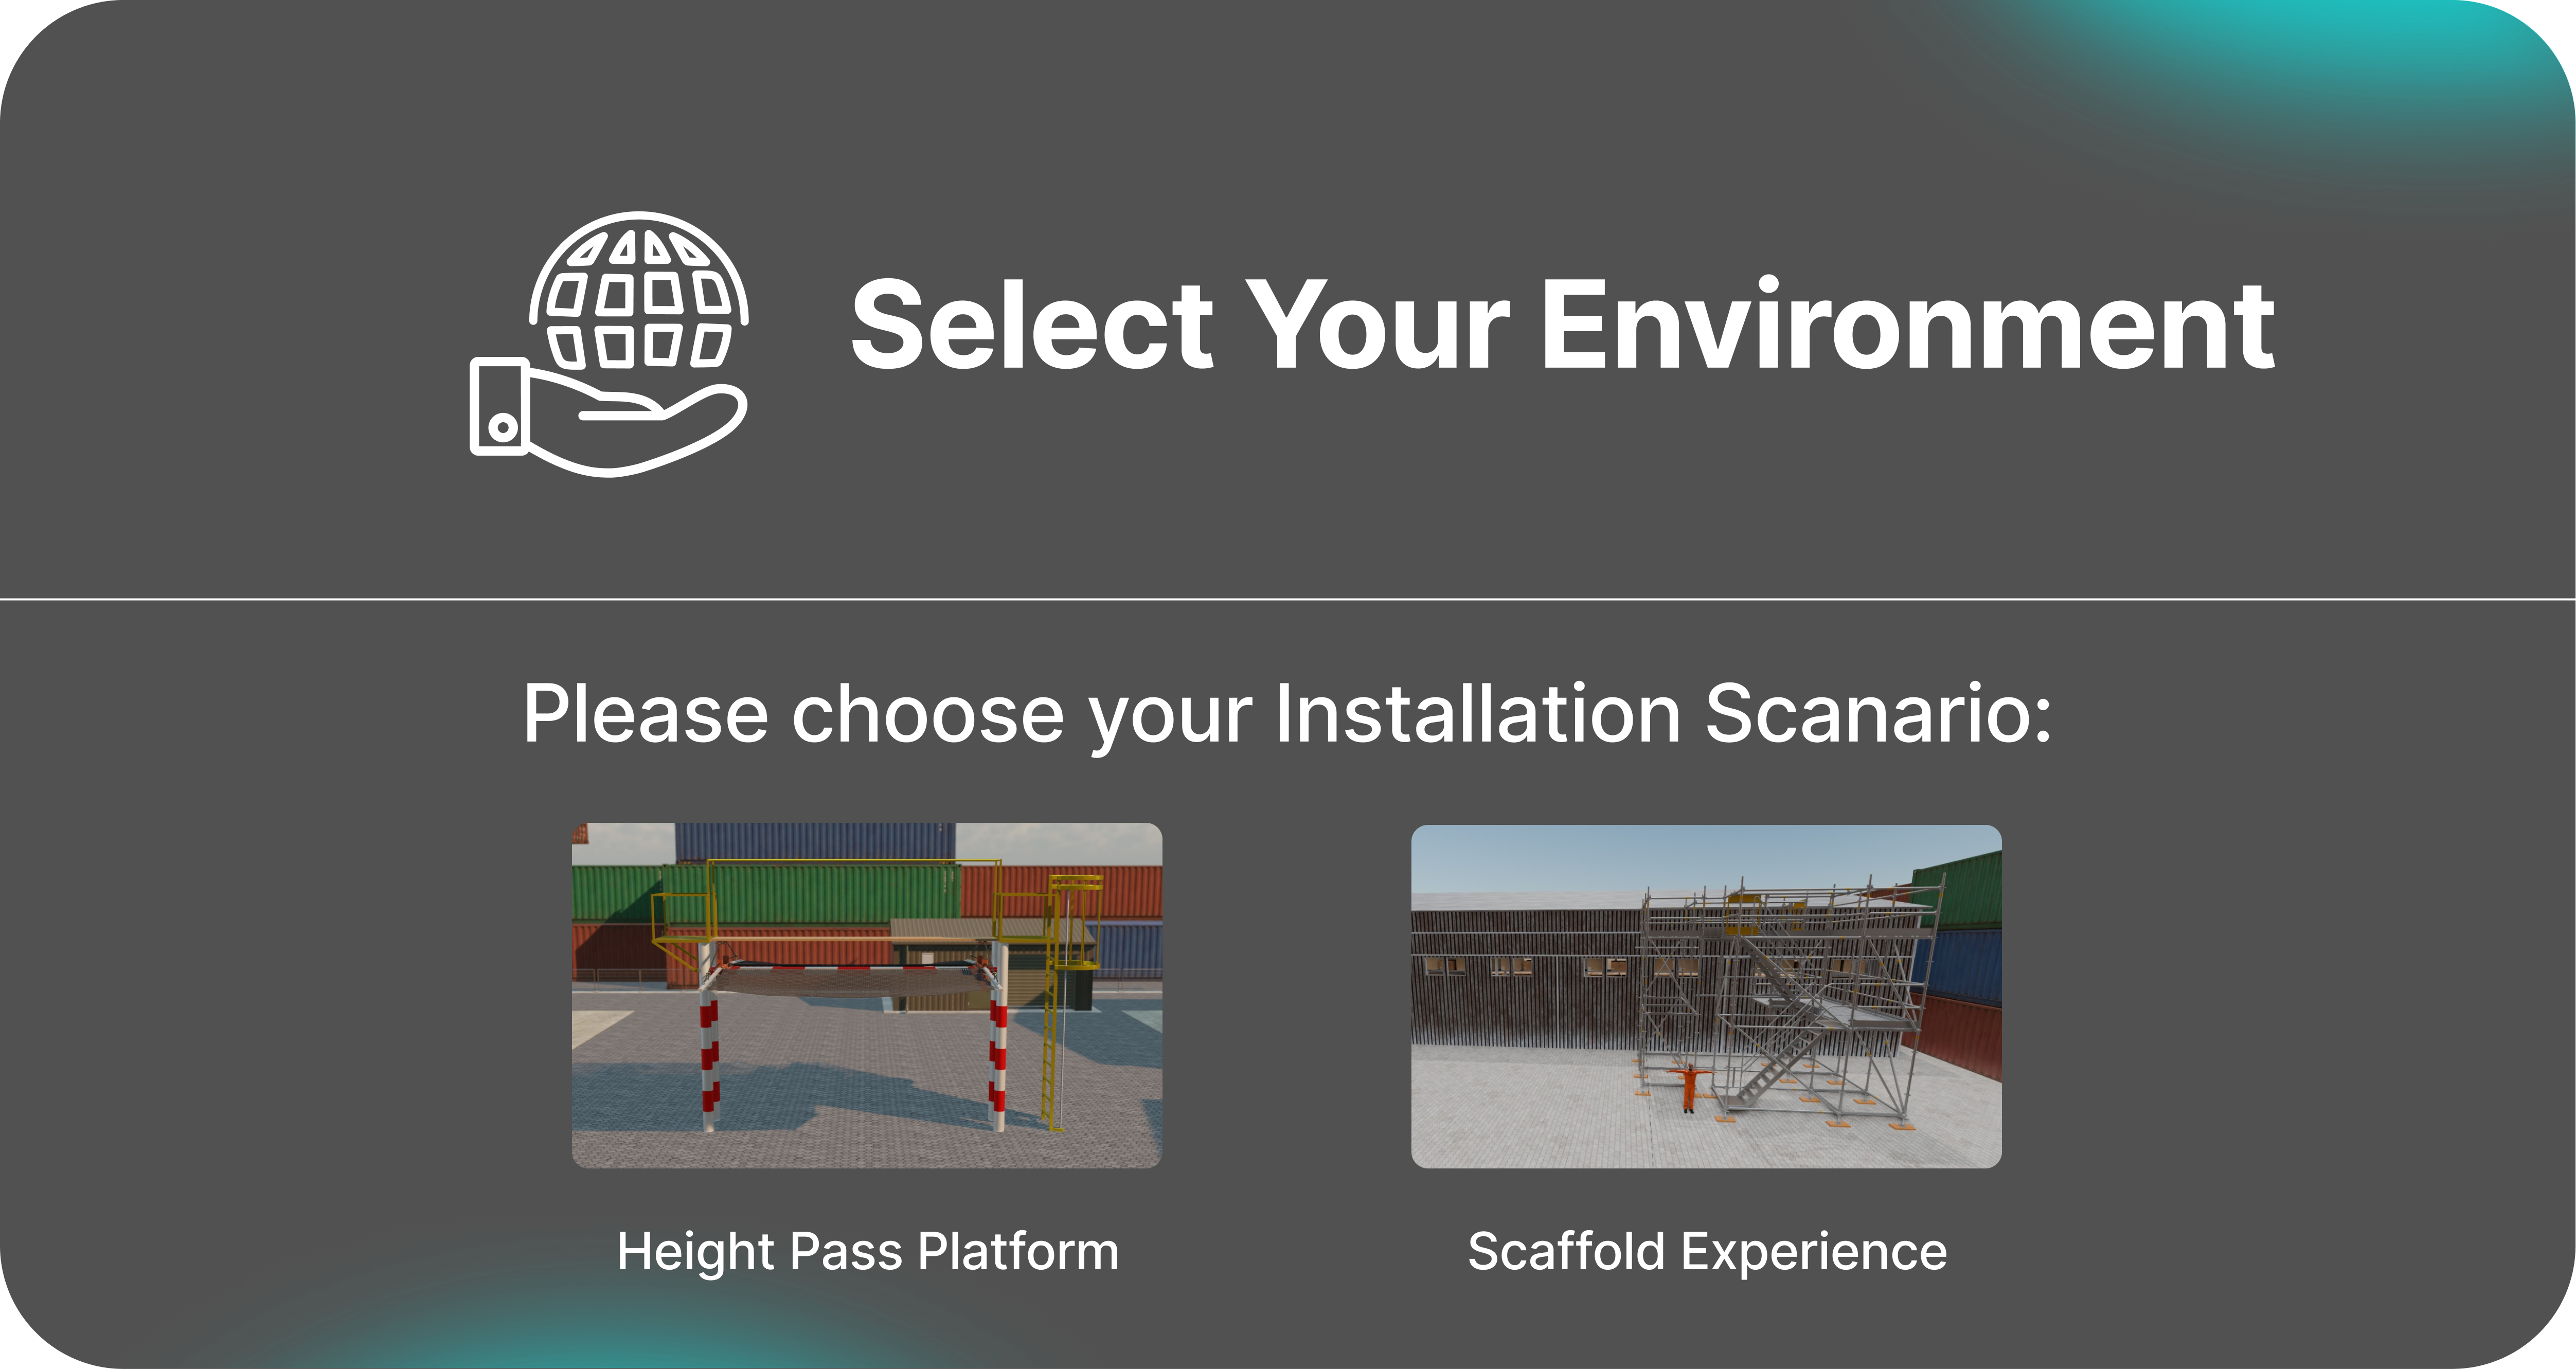 Select Your Environment
Please choose your Installation Scanario:
Height Pass Platform
Scaffold Experience